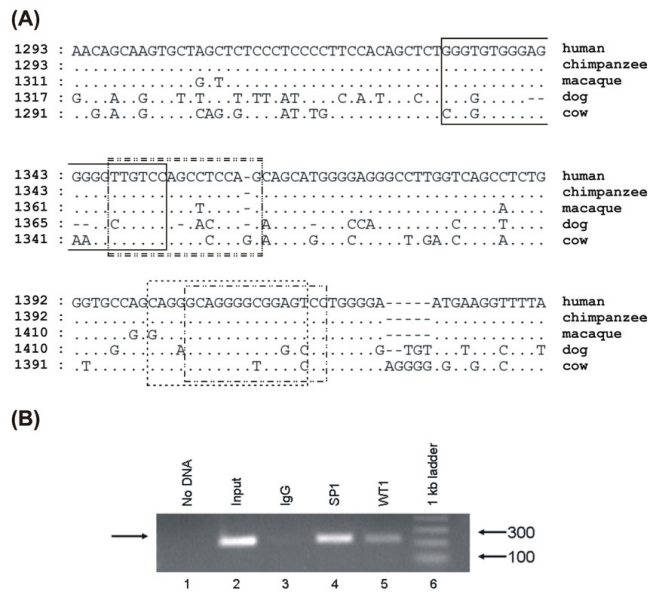 (A)
1293 : AACAGCAAGTGCTAGCTCTCCCTCCCCTTCCACAGCTCTGGGTGTGGGAG human
1293 : .................................................. chimpanzee
1311 : .............G.T.................................. macaque
1317 : G...A..G...T.T...T.TT.AT....C.A.T...C.....G.....-- dog
1291 : ..G.A..G.....CAG.G....AT.TG............C..G....... cow
1343 : GGGGTTGTCCAGCCTCCA-GCAGCATGGGGAGGGCCTTGGTCAGCCTCTG human
1343 : ..................-............................... chimpanzee
1361 : .............T....-..........................A.... macaque
1365 : --..C.......-AC...-.A........CCA........C....T.... dog
1341 : AA............C...G.A....G..C......T.GA.C....A.... cow
1392 : GGTGCCAGCAGGGCAGGGGCGGAGTCCTGGGGA-----ATGAAGGTTTTA human
1392 : .................................-----............ chimpanzee
1410 : ......G.G........................-----............ macaque
1410 : ....G......A..........G.C.......G--TGT...T...C...T dog
1391 : .T.................T....C........AGGGG.G..G..C.... cow
(B)
No DNA
Input
IgG
SP1
WT1
1 kb ladder
300
100
1 2 3 4 5 6